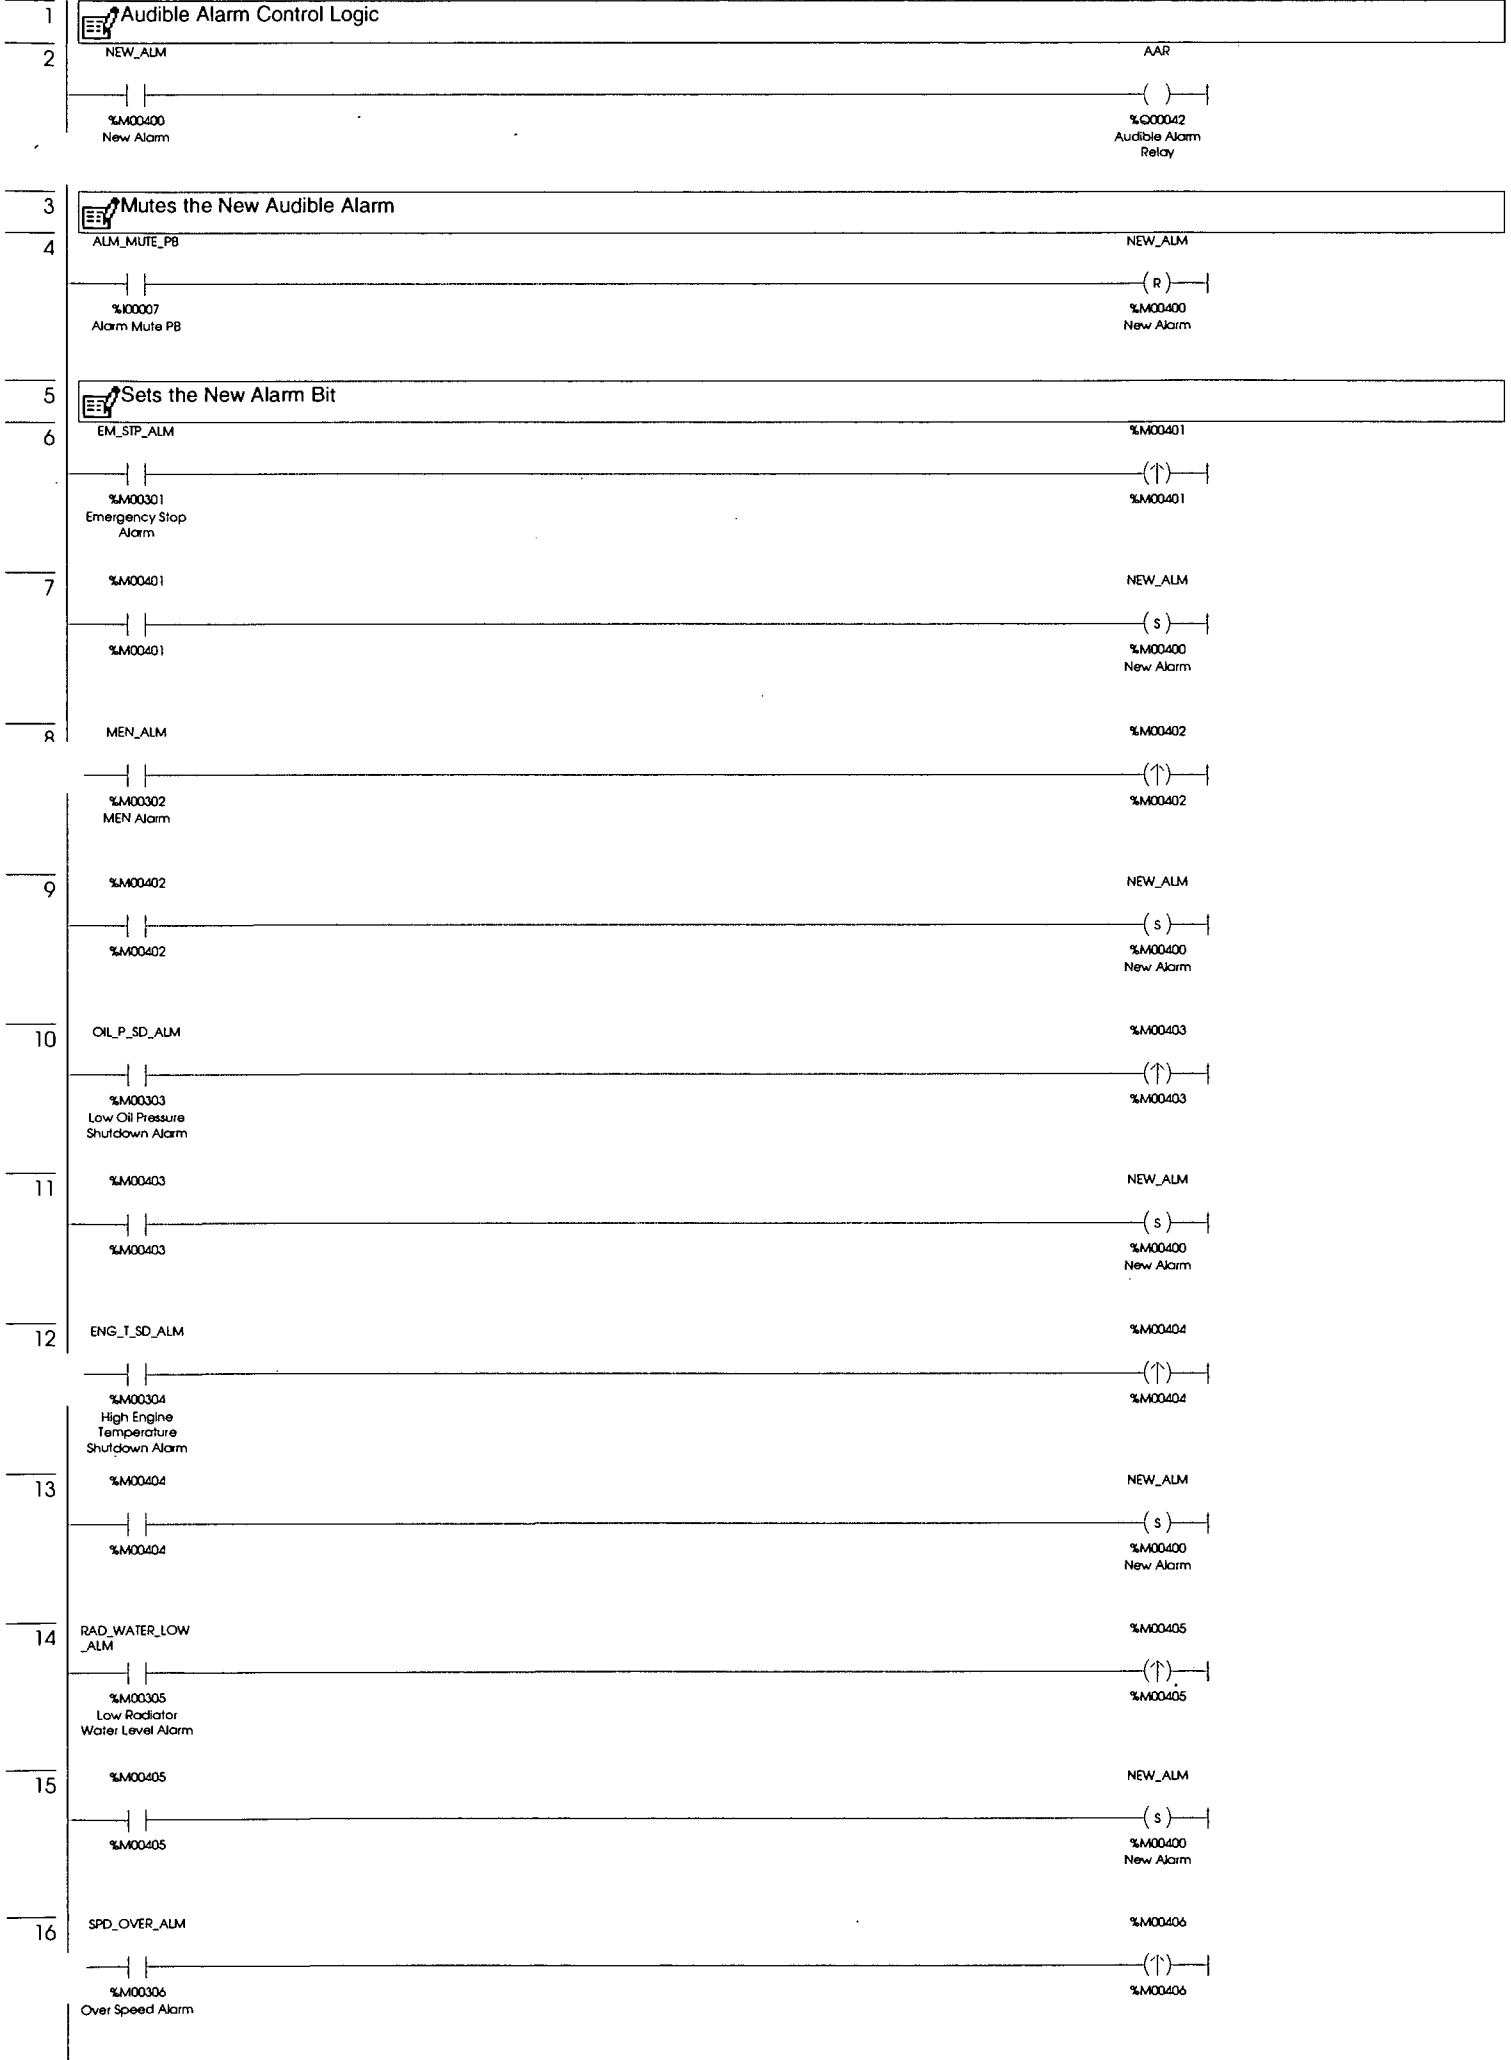 1
Audible Alarm Control Logic
2
NEW_ALM
AAR
%M00400
New Alarm
%Q00042
Audible Alarm
Relay
3
Mutes the New Audible Alarm
4
ALM_MUTE_PB
NEW_ALM
R
%I00007
Alarm Mute PB
%M00400
New Alarm
5
Sets the New Alarm Bit
6
EM_STP_ALM
%M00401
%M00301
Emergency Stop
Alarm
%M00401
7
%M00401
NEW_ALM
S
%M00401
%M00400
New Alarm
8
MEN_ALM
%M00402
%M00302
MEN Alarm
%M00402
9
%M00402
NEW_ALM
S
%M00402
%M00400
New Alarm
10
OIL_P_SD_ALM
%M00403
%M00303
Low Oil Pressure
Shutdown Alarm
%M00403
11
%M00403
NEW_ALM
S
%M00403
%M00400
New Alarm
12
ENG_T_SD_ALM
%M00404
%M00304
High Engine
Temperature
Shutdown Alarm
%M00404
13
%M00404
NEW_ALM
S
%M00404
%M00400
New Alarm
14
RAD_WATER_LOW
_ALM
%M00405
%M00305
Low Radiator
Water Level Alarm
%M00405
15
%M00405
NEW_ALM
S
%M00405
%M00400
New Alarm
16
SPD_OVER_ALM
%M00406
%M00306
Over Speed Alarm
%M00406